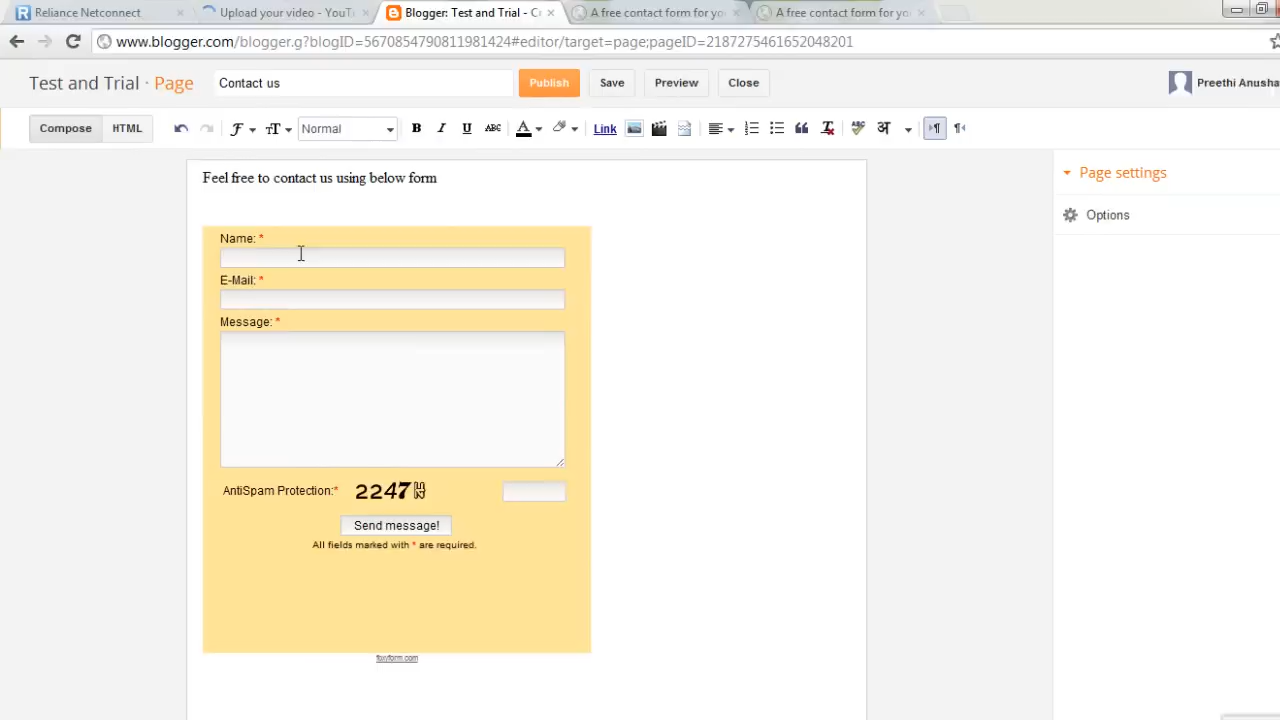 Reliance Netconnect
Upload your video - YouTu
Blogger: Test and Trial - C
A free contact form for yo
A free contact form for yo
www.blogger.com/blogger.g?blogID=5670854790811981424#editor/target=page;pageID=2187275461652048201
Test and Trial · Page
Contact us
Publish
Save
Preview
Close
Preethi Anusha
Compose
HTML
Normal
Link
Feel free to contact us using below form
Page settings
Options
Name: *
E-Mail: *
Message: *
AntiSpam Protection:*
2247
Send message!
All fields marked with * are required.
foxyform.com